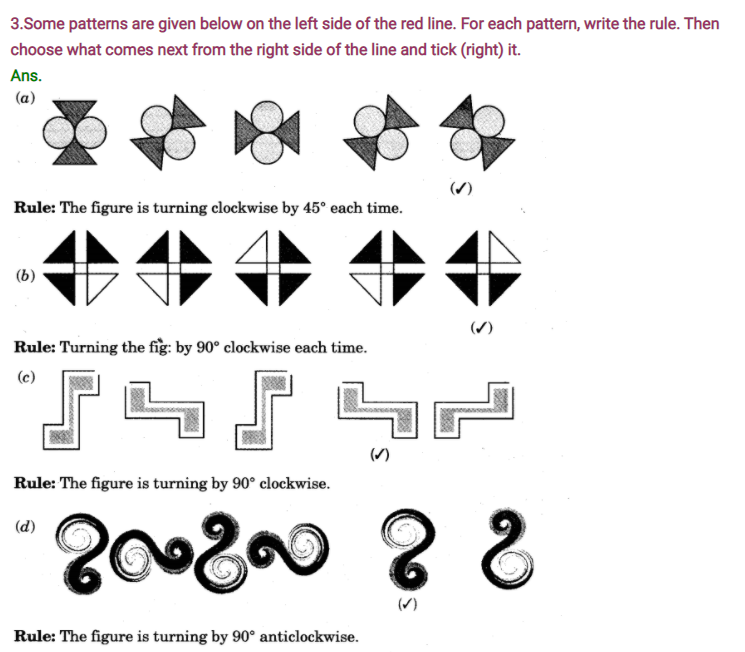 3.Some patterns are given below on the left side of the red line. For each pattern, write the rule. Then
choose what comes next from the right side of the line and tick (right) it.
Ans.
(a)
(✓)
Rule: The figure is turning clockwise by 45° each time.
(b)
(✓)
Rule: Turning the fig: by 90° clockwise each time.
(c)
(✓)
Rule: The figure is turning by 90° clockwise.
(d)
(✓)
Rule: The figure is turning by 90° anticlockwise.